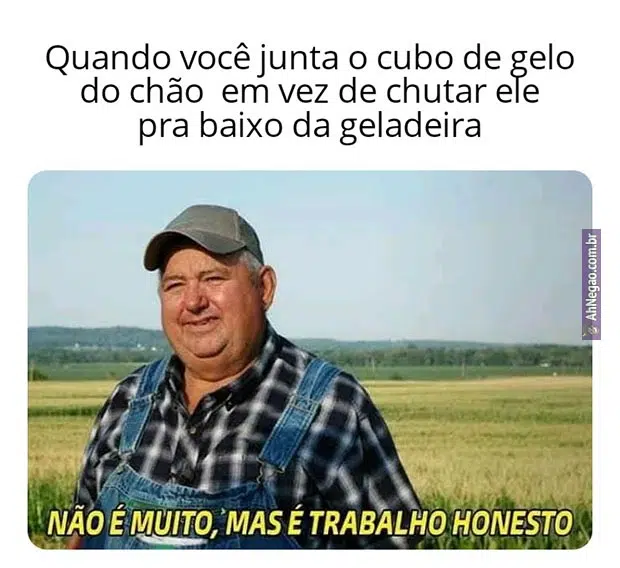 Quando você junta o cubo de gelo
do chão em vez de chutar ele
pra baixo da geladeira
AhNegao.com.br
NÃO É MUITO, MAS É TRABALHO HONESTO